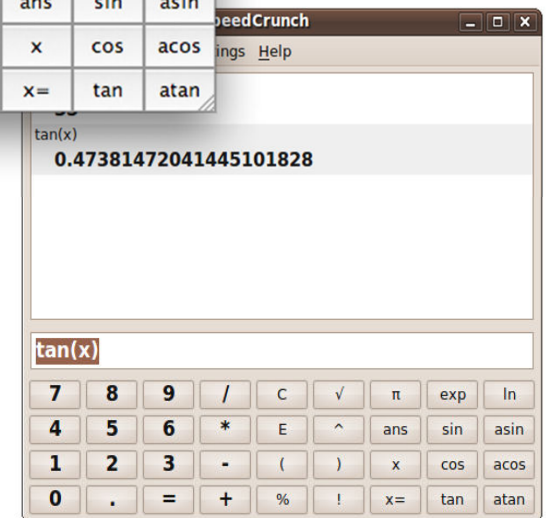 ans sin asin
x cos acos
x= tan atan
peedCrunch
ings Help
tan(x)
0.47381472041445101828
tan(x)
7 8 9 / C √ π exp ln
4 5 6 * E ^ ans sin asin
1 2 3 - ( ) x cos acos
0 . = + % ! x= tan atan